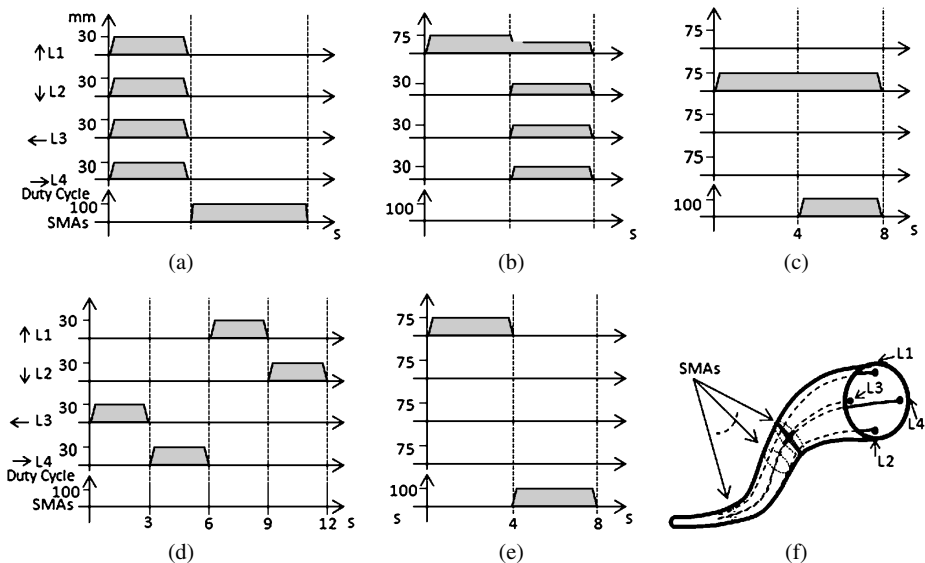 mm
30
↑L1
30
↓L2
30
←L3
30
→L4
Duty Cycle
100
SMAs
S
(a)
75
30
30
30
100
S
(b)
75
75
75
75
100
4
8
S
(c)
30
↑L1
30
↓L2
30
←L3
30
→L4
Duty Cycle
100
SMAs
3
6
9
12
S
(d)
75
75
75
75
100
S
4
8
S
(e)
SMAs
L1
L3
L4
L2
(f)